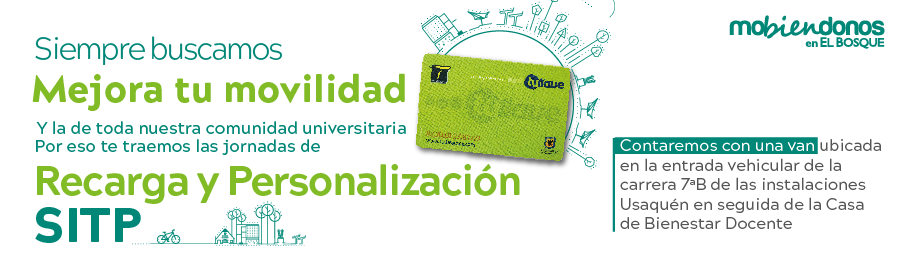 Siempre buscamos
Mejora tu movilidad
Y la de toda nuestra comunidad universitaria
Por eso te traemos las jornadas de
Recarga y Personalización
SITP
mobiendonos
en EL BOSQUE
Contaremos con una van ubicada
en la entrada vehicular de la
carrera 7ªB de las instalaciones
Usaquén en seguida de la Casa
de Bienestar Docente